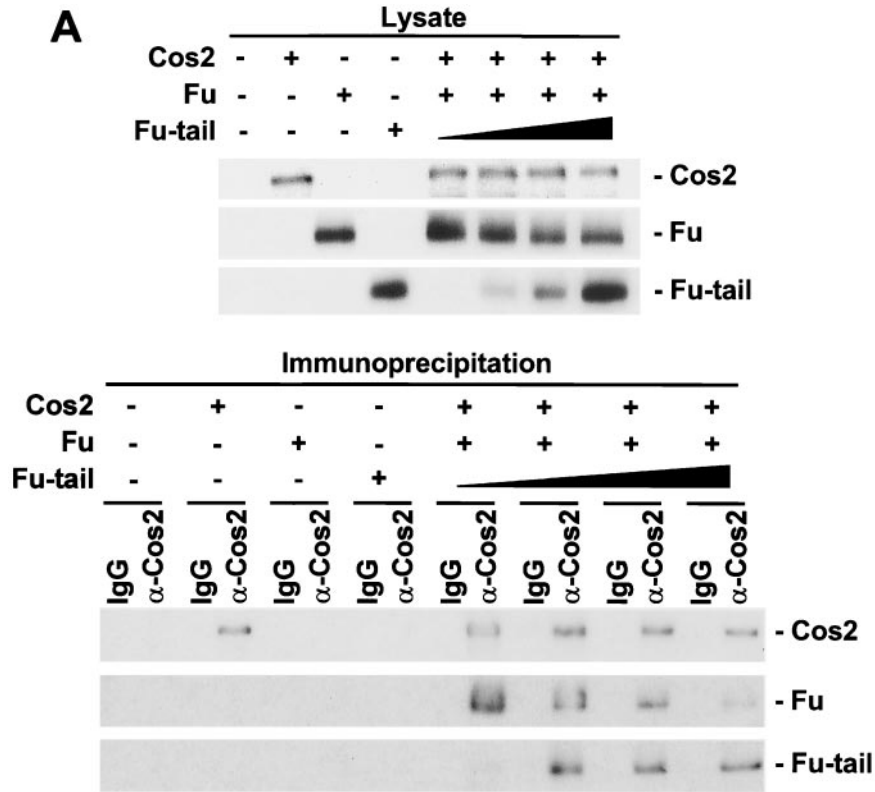 A
Lysate
Cos2 - + - - + + + +
Fu - - + - + + + +
Fu-tail - - - +
- Cos2
- Fu
- Fu-tail
Immunoprecipitation
Cos2 - + - - + + + +
Fu - - + - + + + +
Fu-tail - - - +
IgG α-Cos2 IgG α-Cos2 IgG α-Cos2 IgG α-Cos2 IgG α-Cos2 IgG α-Cos2 IgG α-Cos2 IgG α-Cos2
- Cos2
- Fu
- Fu-tail